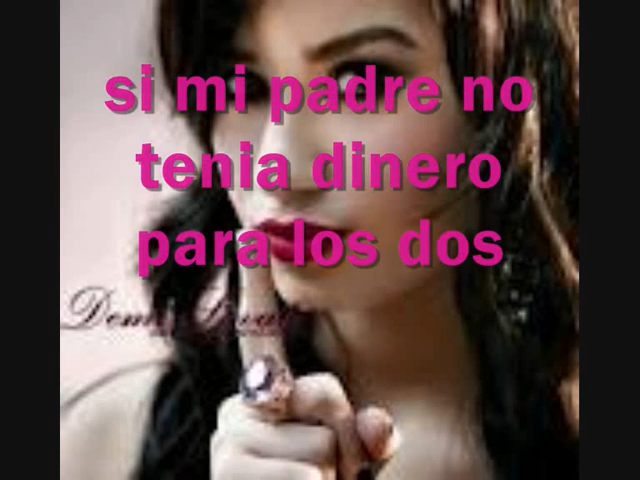 si mi padre no
tenia dinero
para los dos